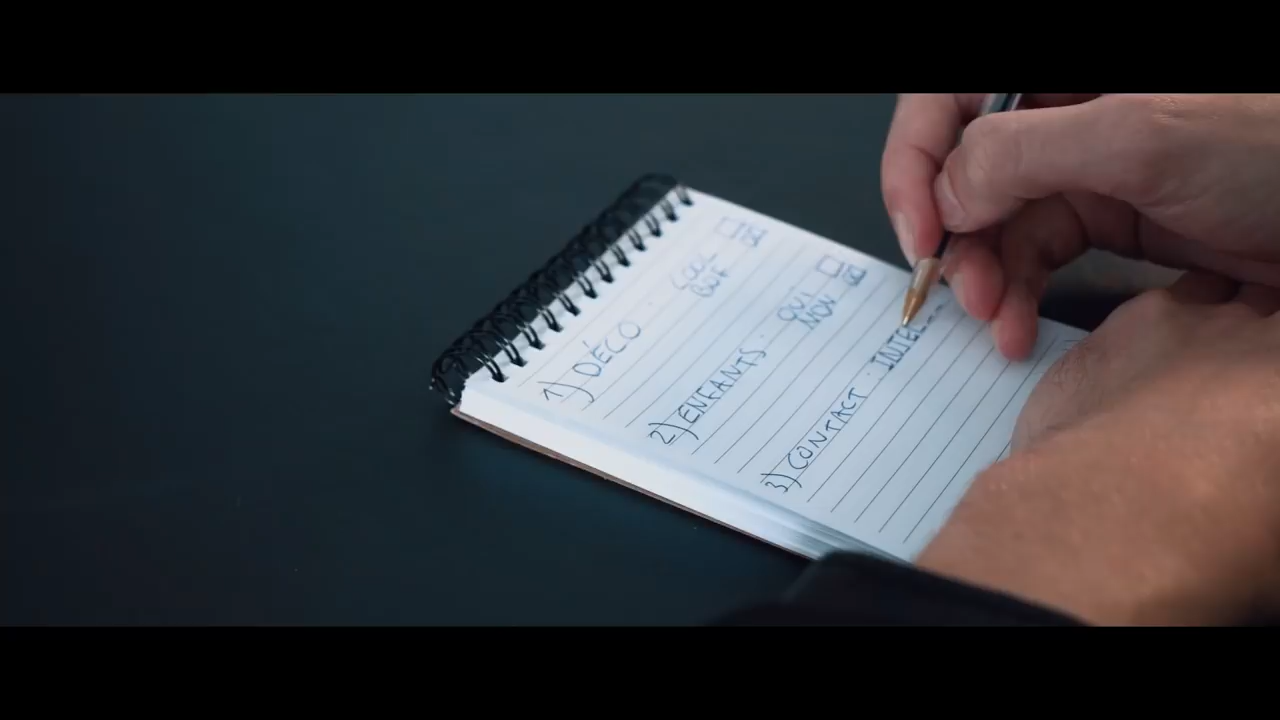 1) DÉCO
COOL
BOF
2) ENFANTS . OUI
NON
3) CONTACT .